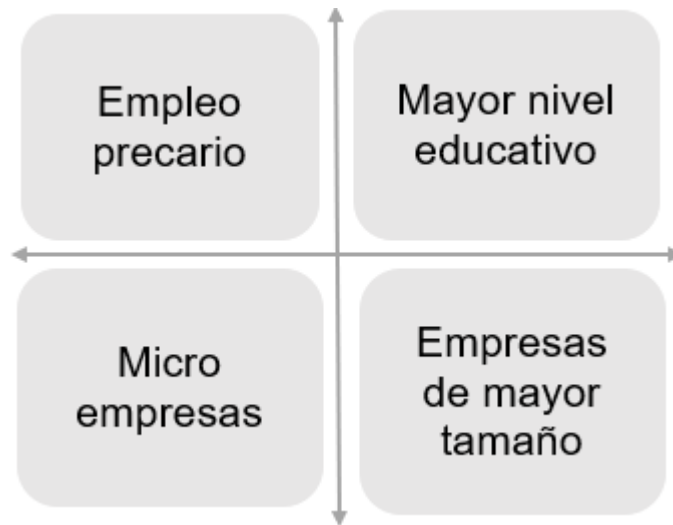 Empleo
precario
Mayor nivel
educativo
Micro
empresas
Empresas
de mayor
tamaño